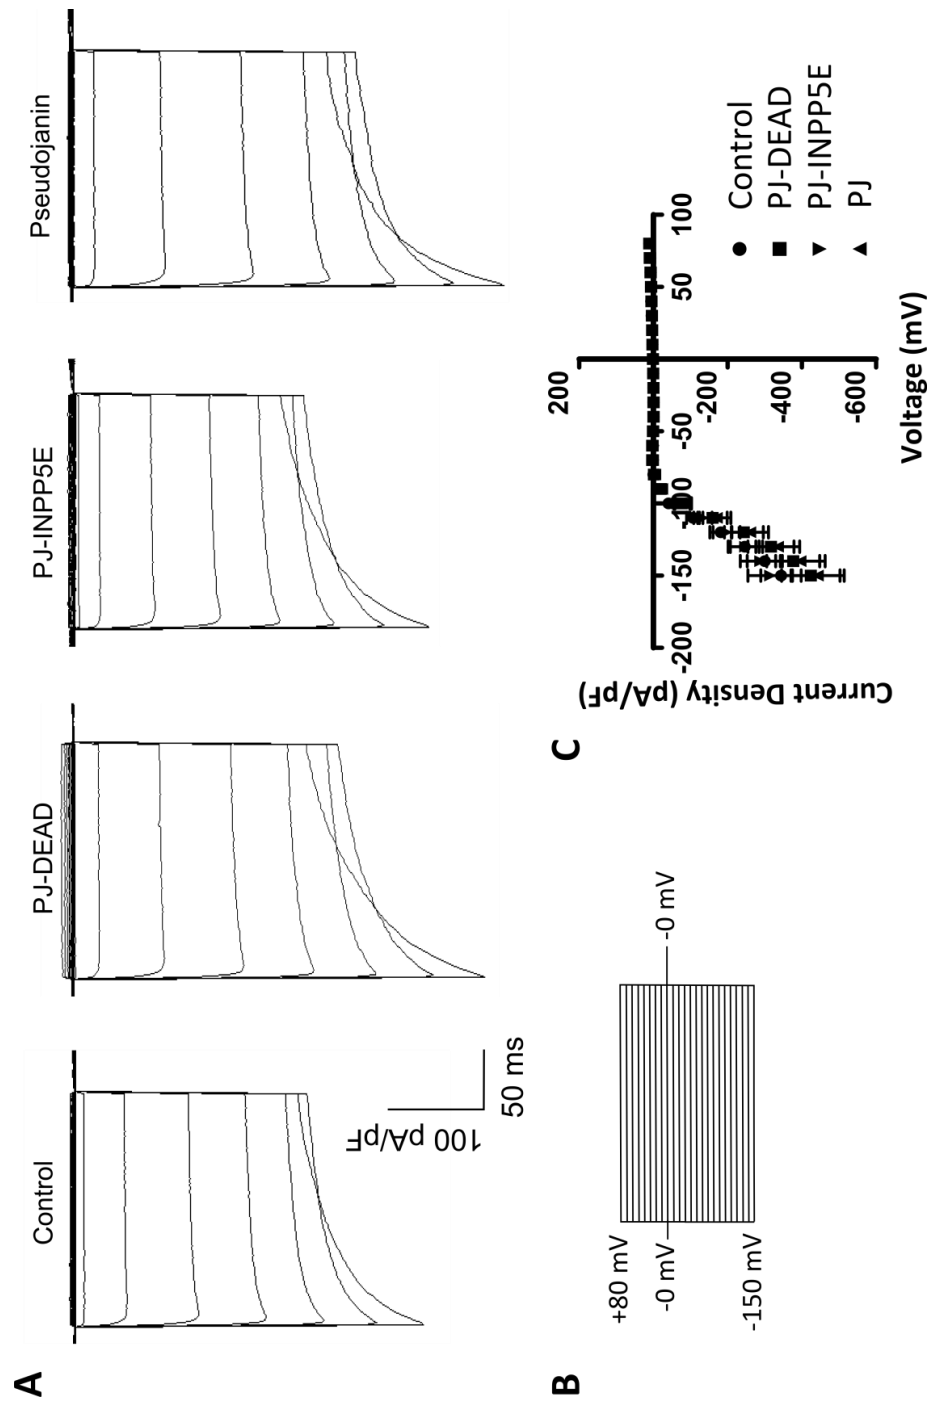 A
Control
PJ-DEAD
PJ-INPP5E
Pseudojanin
100 pA/pF
50 ms
B
+80 mV
-0 mV
-0 mV
-150 mV
C
Current Density (pA/pF)
200
-200
-400
-600
-200
-150
-100
-50
50
100
Voltage (mV)
Control
PJ-DEAD
PJ-INPP5E
PJ